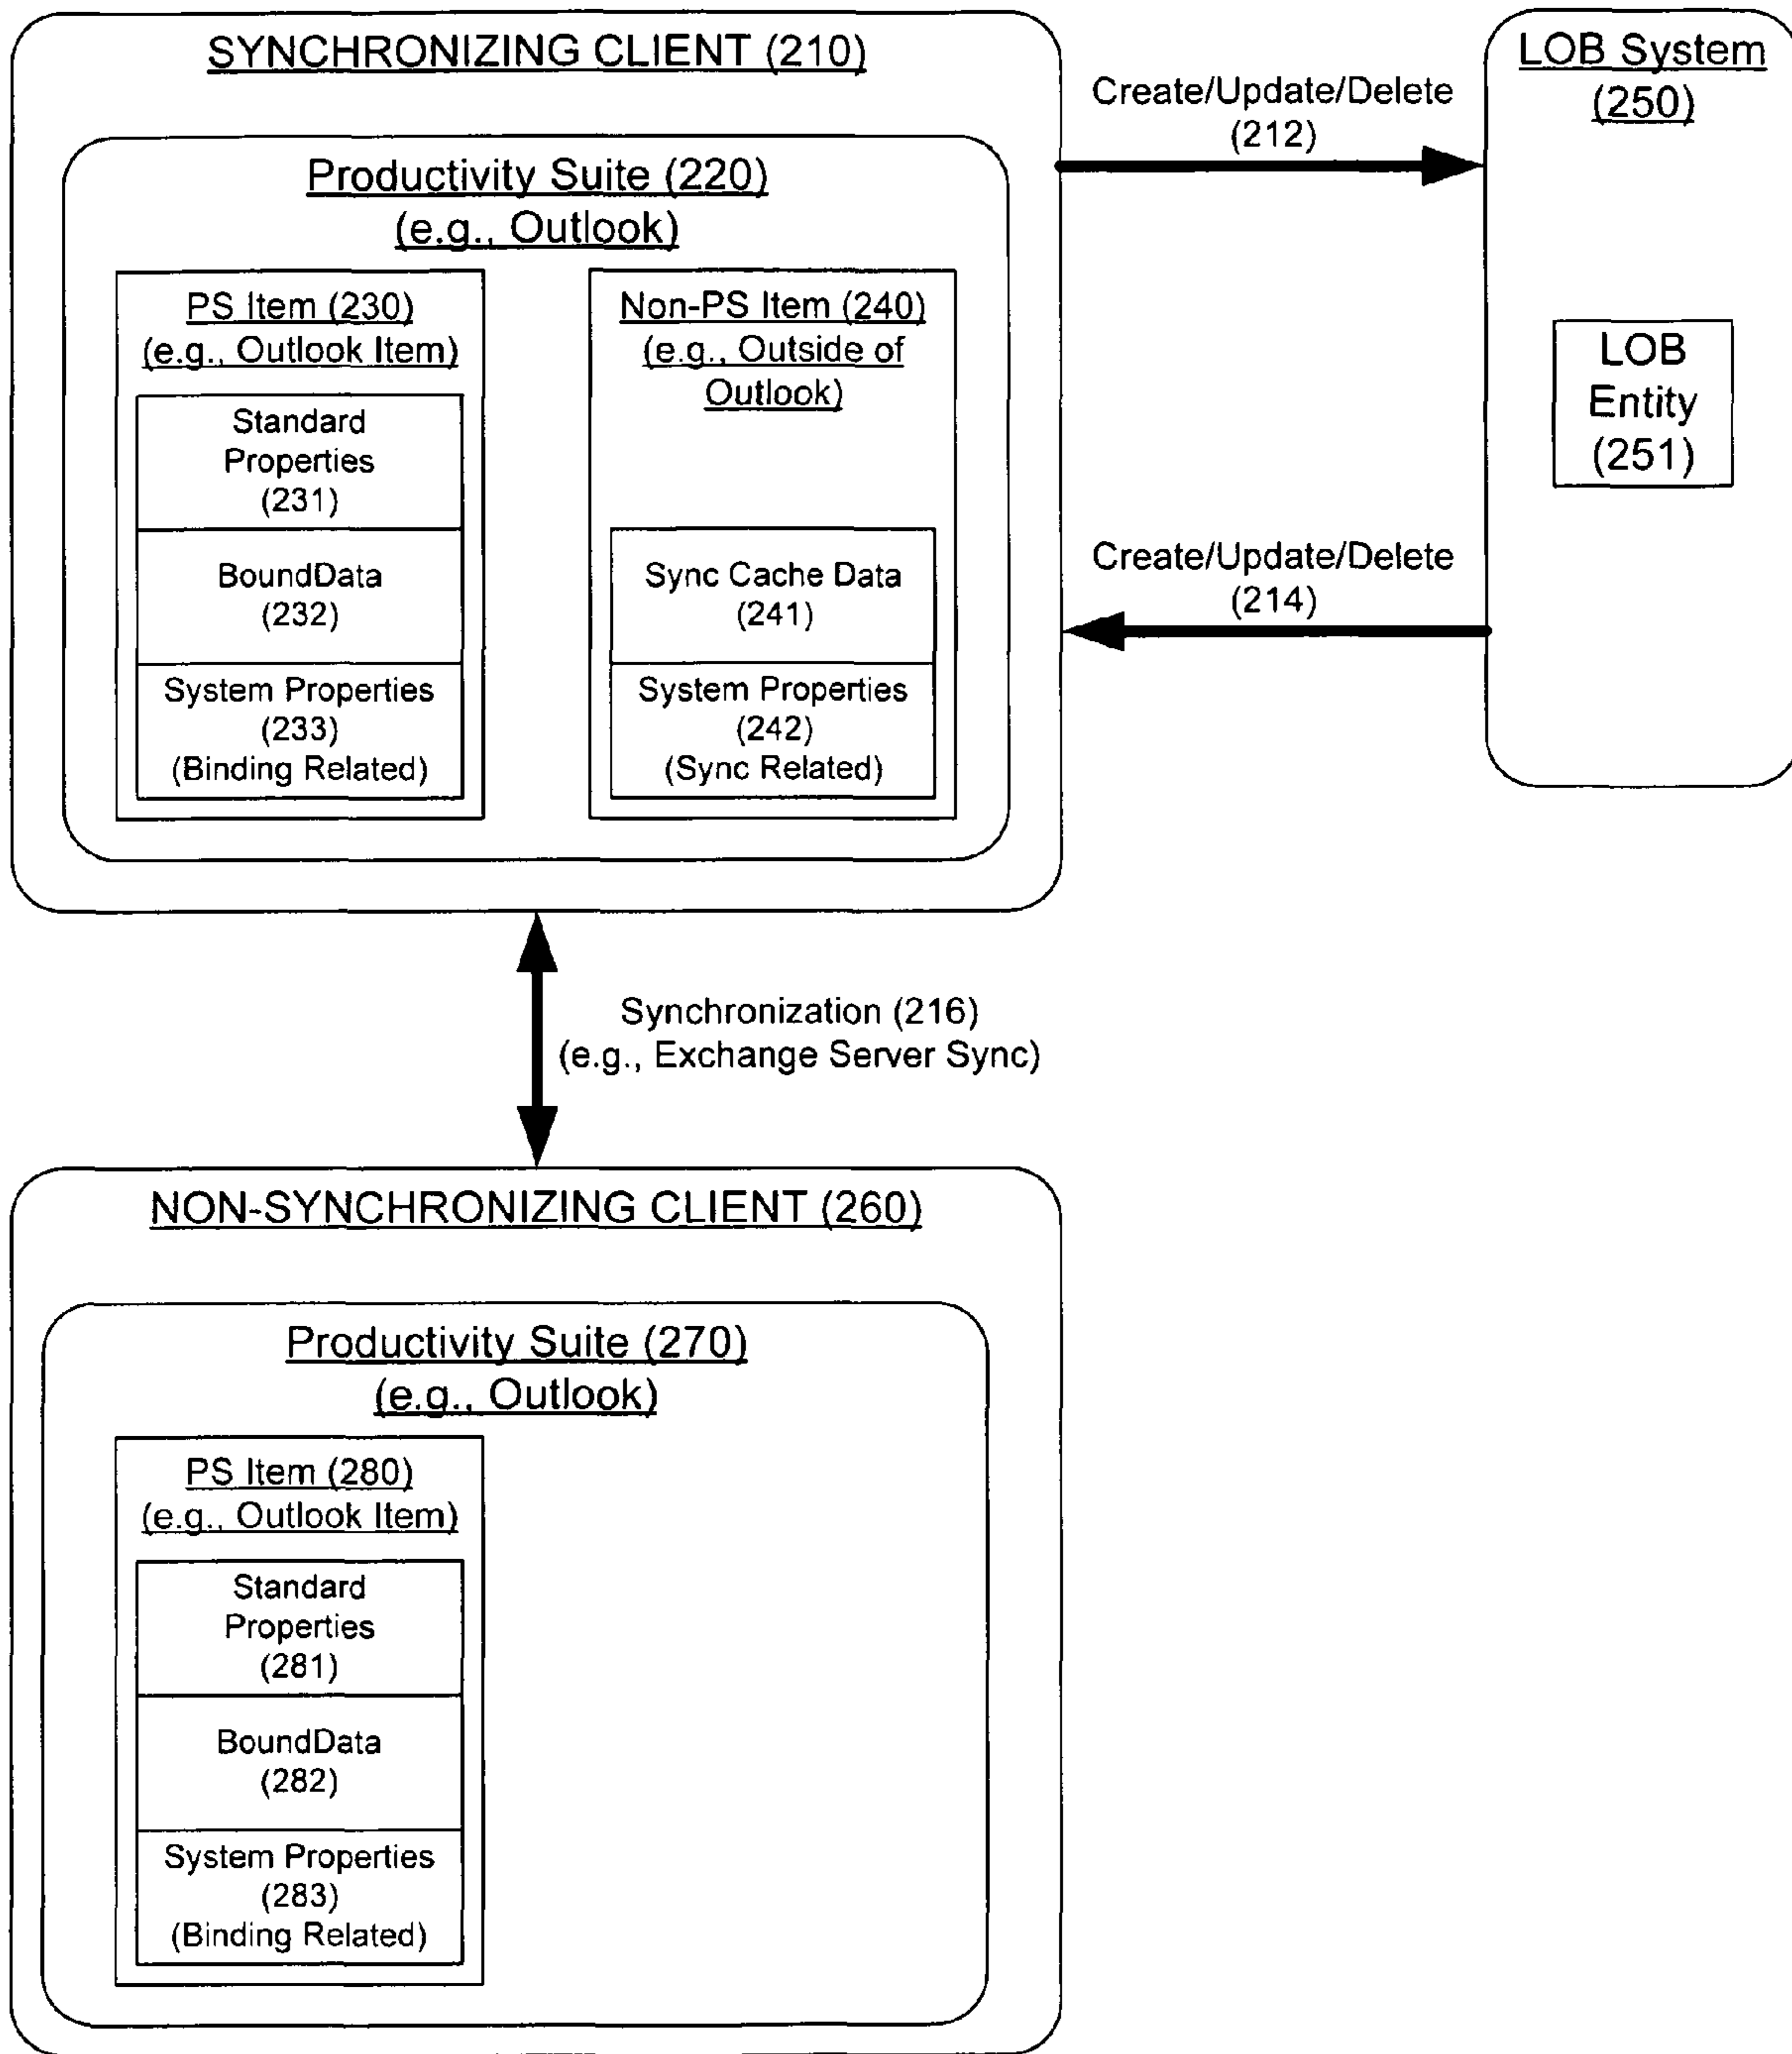 SYNCHRONIZING CLIENT (210)
Productivity Suite (220)
(e.g., Outlook)
PS Item (230)
(e.g., Outlook Item)
Standard
Properties
(231)
BoundData
(232)
System Properties
(233)
(Binding Related)
Non-PS Item (240)
(e.g., Outside of
Outlook)
Sync Cache Data
(241)
System Properties
(242)
(Sync Related)
Create/Update/Delete
(212)
Create/Update/Delete
(214)
LOB System
(250)
LOB
Entity
(251)
Synchronization (216)
(e.g., Exchange Server Sync)
NON-SYNCHRONIZING CLIENT (260)
Productivity Suite (270)
(e.g., Outlook)
PS Item (280)
(e.g., Outlook Item)
Standard
Properties
(281)
BoundData
(282)
System Properties
(283)
(Binding Related)